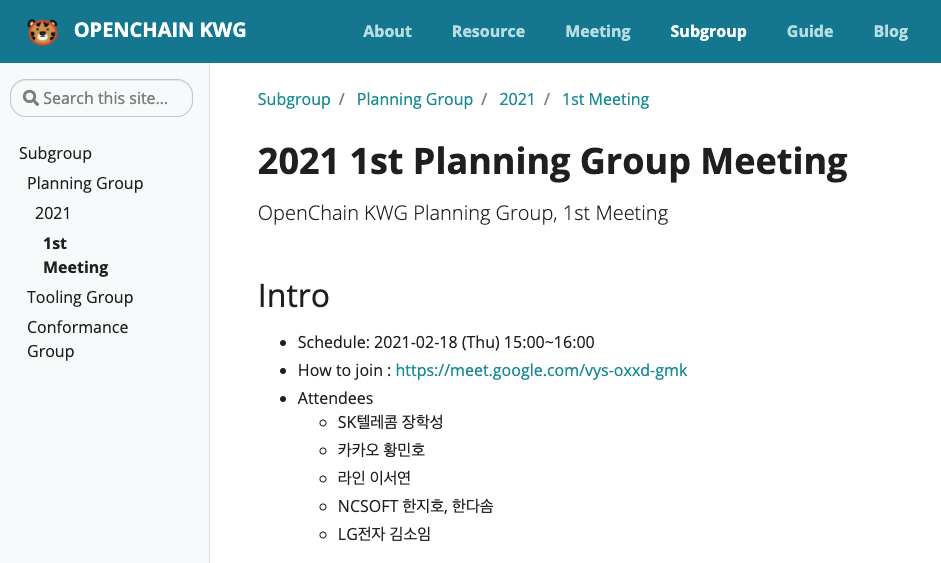 OPENCHAIN KWG
About Resource Meeting Subgroup Guide Blog
Search this site...
Subgroup
Planning Group
2021
1st
Meeting
Tooling Group
Conformance
Group
Subgroup / Planning Group / 2021 / 1st Meeting
2021 1st Planning Group Meeting
OpenChain KWG Planning Group, 1st Meeting
Intro
Schedule: 2021-02-18 (Thu) 15:00~16:00
How to join : https://meet.google.com/vys-oxxd-gmk
Attendees
SK텔레콤 장학성
카카오 황민호
라인 이서연
NCSOFT 한지호, 한다솜
LG전자 김소임